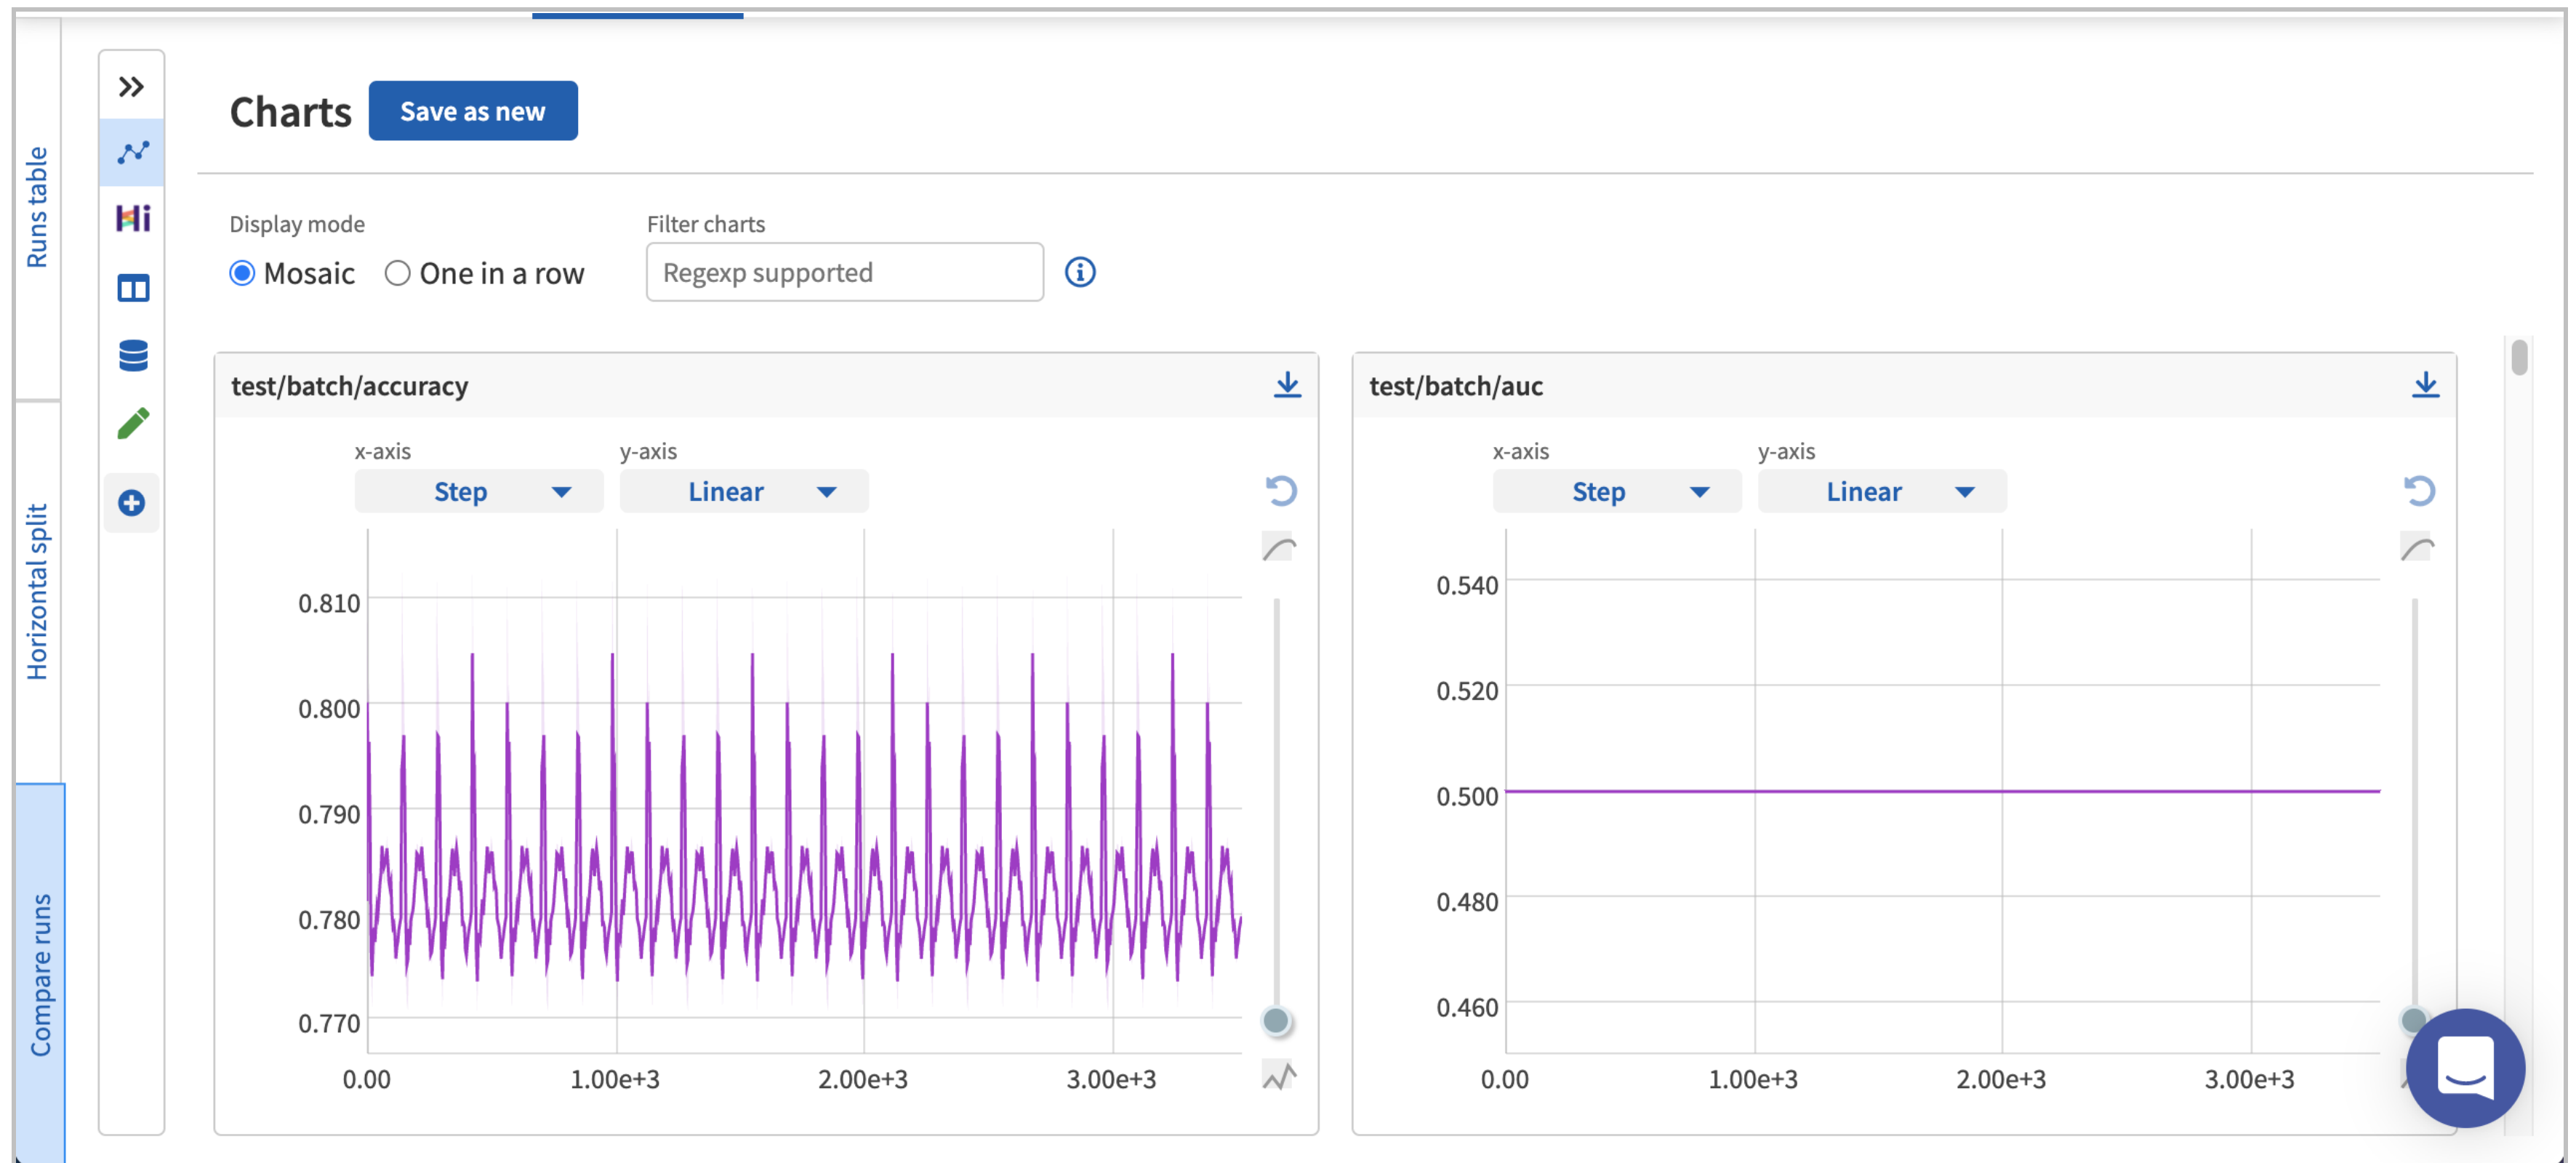 Runs table
Horizontal split
Compare runs
Hi
Charts
Save as new
Display mode
Mosaic
One in a row
Filter charts
Regexp supported
test/batch/accuracy
x-axis
y-axis
Step
Linear
0.810
0.800
0.790
0.780
0.770
0.00
1.00e+3
2.00e+3
3.00e+3
test/batch/auc
x-axis
y-axis
Step
Linear
0.540
0.520
0.500
0.480
0.460
0.00
1.00e+3
2.00e+3
3.00e+3